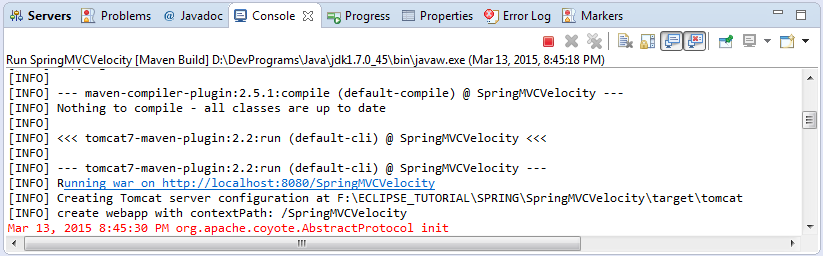 Servers Problems @ Javadoc Console Progress Properties Error Log Markers
Run SpringMVCVelocity [Maven Build] D:\DevPrograms\Java\jdk1.7.0_45\bin\javaw.exe (Mar 13, 2015, 8:45:18 PM)
[INFO]
[INFO] --- maven-compiler-plugin:2.5.1:compile (default-compile) @ SpringMVCVelocity ---
[INFO] Nothing to compile - all classes are up to date
[INFO]
[INFO] <<< tomcat7-maven-plugin:2.2:run (default-cli) @ SpringMVCVelocity <<<
[INFO]
[INFO] --- tomcat7-maven-plugin:2.2:run (default-cli) @ SpringMVCVelocity ---
[INFO] Running war on http://localhost:8080/SpringMVCVelocity
[INFO] Creating Tomcat server configuration at F:\ECLIPSE_TUTORIAL\SPRING\SpringMVCVelocity\target\tomcat
[INFO] create webapp with contextPath: /SpringMVCVelocity
Mar 13, 2015 8:45:30 PM org.apache.coyote.AbstractProtocol init